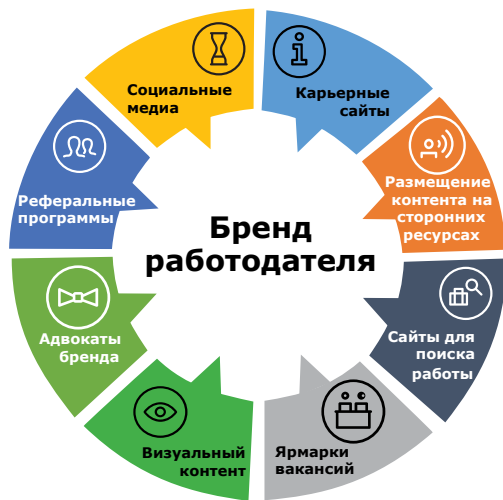 Социальные
медиа
Карьерные
сайты
Размещение
контента на
сторонних
ресурсах
Сайты для
поиска
работы
Ярмарки
вакансий
Визуальный
контент
Адвокаты
бренда
Реферальные
программы
Бренд
работодателя